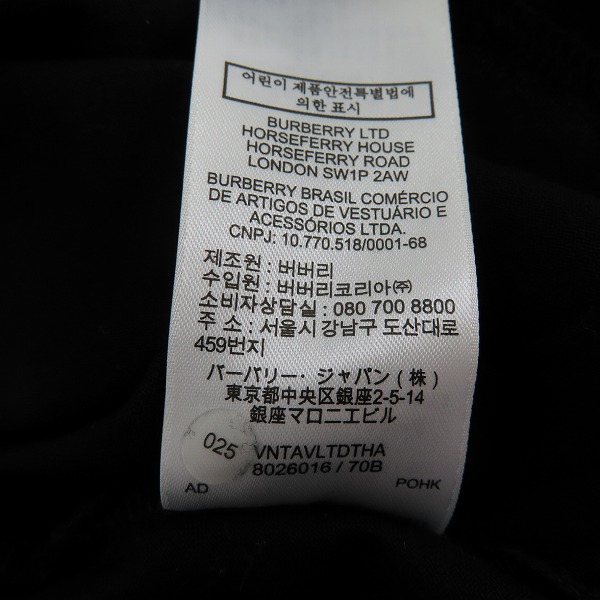 어린이 제품안전특별법에
의한 표시
BURBERRY LTD
HORSEFERRY HOUSE
HORSEFERRY ROAD
LONDON SW1P 2AW
BURBERRY BRASIL COMÉRCIO
DE ARTIGOS DE VESTUÁRIO E
ACESSÓRIOS LTDA.
CNPJ: 10.770.518/0001-68
제조원 : 버버리
수입원 : 버버리코리아㈜
소비자상담실 : 080 700 8800
주 소 : 서울시 강남구 도산대로
459번지
バーバリー・ジャパン(株)
東京都中央区銀座2-5-14
銀座マロニエビル
025
VNTAVLTDTHA
8026016 / 70B
AD POHK